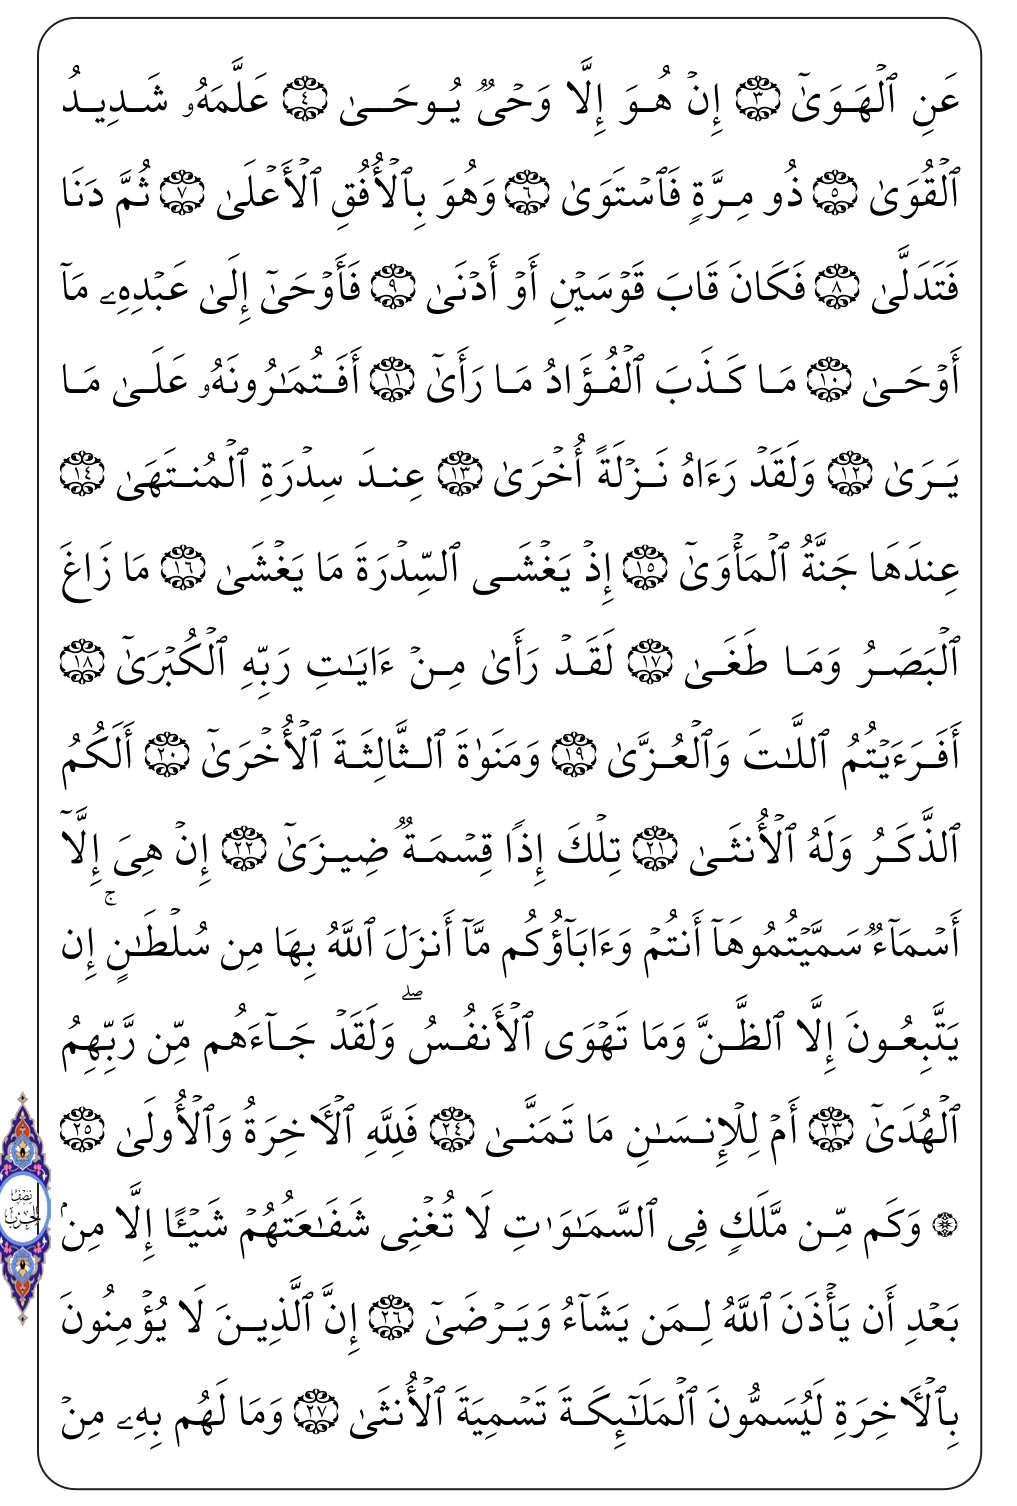 عَنِ ٱلْهَوَىٰٓ ﴿٣﴾ إِنْ هُوَ إِلَّا وَحْىٌ يُوحَىٰ ﴿٤﴾ عَلَّمَهُۥ شَدِيدُ
ٱلْقُوَىٰ ﴿٥﴾ ذُو مِرَّةٍ فَٱسْتَوَىٰ ﴿٦﴾ وَهُوَ بِٱلْأُفُقِ ٱلْأَعْلَىٰ ﴿٧﴾ ثُمَّ دَنَا
فَتَدَلَّىٰ ﴿٨﴾ فَكَانَ قَابَ قَوْسَيْنِ أَوْ أَدْنَىٰ ﴿٩﴾ فَأَوْحَىٰٓ إِلَىٰ عَبْدِهِۦ مَآ
أَوْحَىٰ ﴿١٠﴾ مَا كَذَبَ ٱلْفُؤَادُ مَا رَأَىٰٓ ﴿١١﴾ أَفَتُمَـٰرُونَهُۥ عَلَىٰ مَا
يَرَىٰ ﴿١٢﴾ وَلَقَدْ رَءَاهُ نَزْلَةً أُخْرَىٰ ﴿١٣﴾ عِندَ سِدْرَةِ ٱلْمُنتَهَىٰ ﴿١٤﴾
عِندَهَا جَنَّةُ ٱلْمَأْوَىٰٓ ﴿١٥﴾ إِذْ يَغْشَى ٱلسِّدْرَةَ مَا يَغْشَىٰ ﴿١٦﴾ مَا زَاغَ
ٱلْبَصَرُ وَمَا طَغَىٰ ﴿١٧﴾ لَقَدْ رَأَىٰ مِنْ ءَايَـٰتِ رَبِّهِ ٱلْكُبْرَىٰٓ ﴿١٨﴾
أَفَرَءَيْتُمُ ٱللَّـٰتَ وَٱلْعُزَّىٰ ﴿١٩﴾ وَمَنَوٰةَ ٱلثَّالِثَةَ ٱلْأُخْرَىٰٓ ﴿٢٠﴾ أَلَكُمُ
ٱلذَّكَرُ وَلَهُ ٱلْأُنثَىٰ ﴿٢١﴾ تِلْكَ إِذًا قِسْمَةٌ ضِيزَىٰٓ ﴿٢٢﴾ إِنْ هِىَ إِلَّآ
أَسْمَآءٌ سَمَّيْتُمُوهَآ أَنتُمْ وَءَابَآؤُكُم مَّآ أَنزَلَ ٱللَّهُ بِهَا مِن سُلْطَـٰنٍ ۚ إِن
يَتَّبِعُونَ إِلَّا ٱلظَّنَّ وَمَا تَهْوَى ٱلْأَنفُسُ ۖ وَلَقَدْ جَآءَهُم مِّن رَّبِّهِمُ
ٱلْهُدَىٰٓ ﴿٢٣﴾ أَمْ لِلْإِنسَـٰنِ مَا تَمَنَّىٰ ﴿٢٤﴾ فَلِلَّهِ ٱلْـَٔاخِرَةُ وَٱلْأُولَىٰ ﴿٢٥﴾
نِصْفُ الحِزْب
۞ وَكَم مِّن مَّلَكٍ فِى ٱلسَّمَـٰوَٰتِ لَا تُغْنِى شَفَـٰعَتُهُمْ شَيْـًٔا إِلَّا مِنۢ
بَعْدِ أَن يَأْذَنَ ٱللَّهُ لِمَن يَشَآءُ وَيَرْضَىٰٓ ﴿٢٦﴾ إِنَّ ٱلَّذِينَ لَا يُؤْمِنُونَ
بِٱلْـَٔاخِرَةِ لَيُسَمُّونَ ٱلْمَلَـٰٓئِكَةَ تَسْمِيَةَ ٱلْأُنثَىٰ ﴿٢٧﴾ وَمَا لَهُم بِهِۦ مِنْ